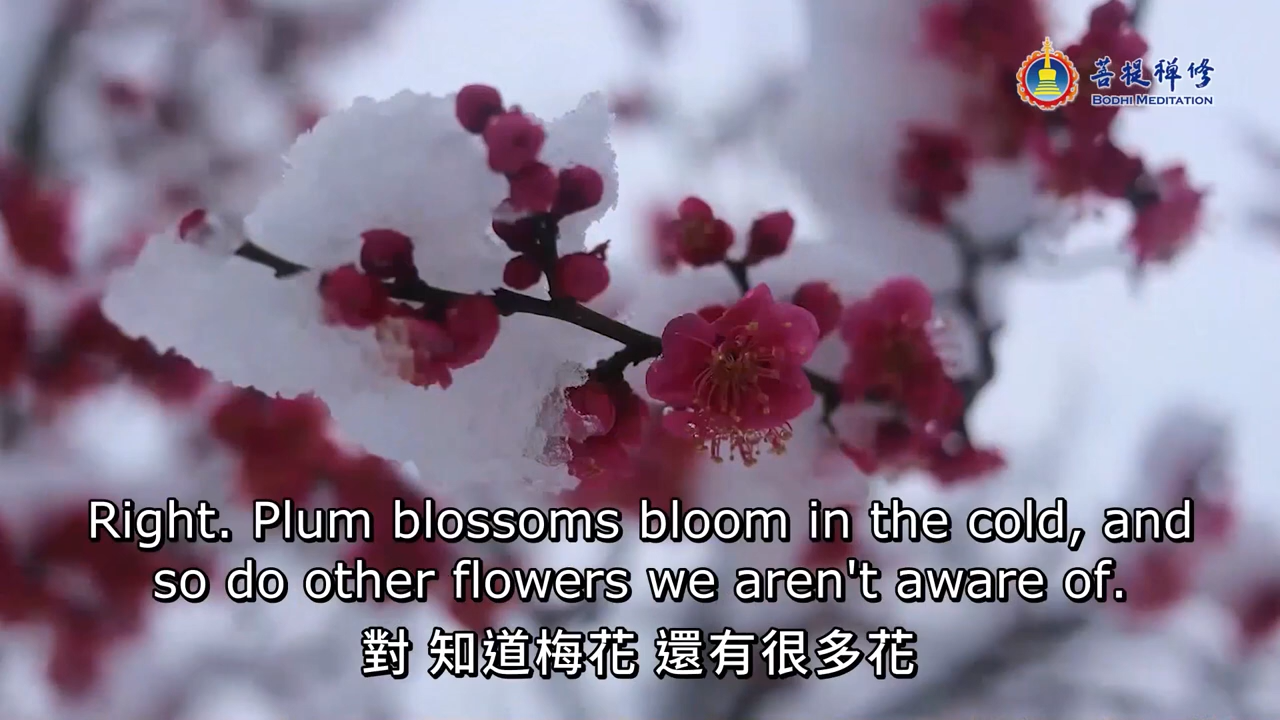 菩提禪修
BODHI MEDITATION
Right. Plum blossoms bloom in the cold, and
so do other flowers we aren't aware of.
對 知道梅花 還有很多花